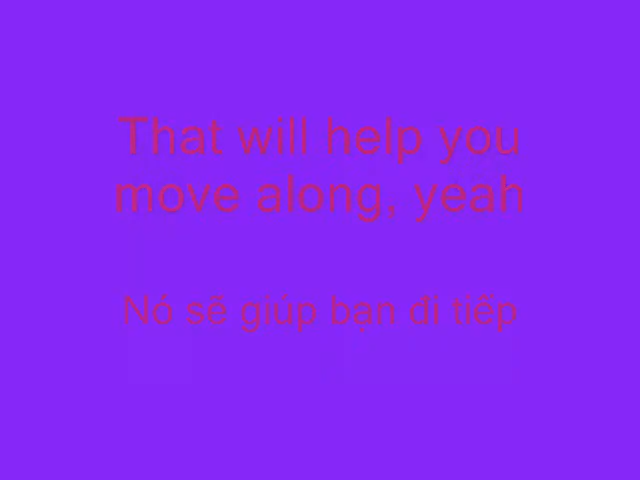 That will help you
move along, yeah
Nó sẽ giúp bạn đi tiếp